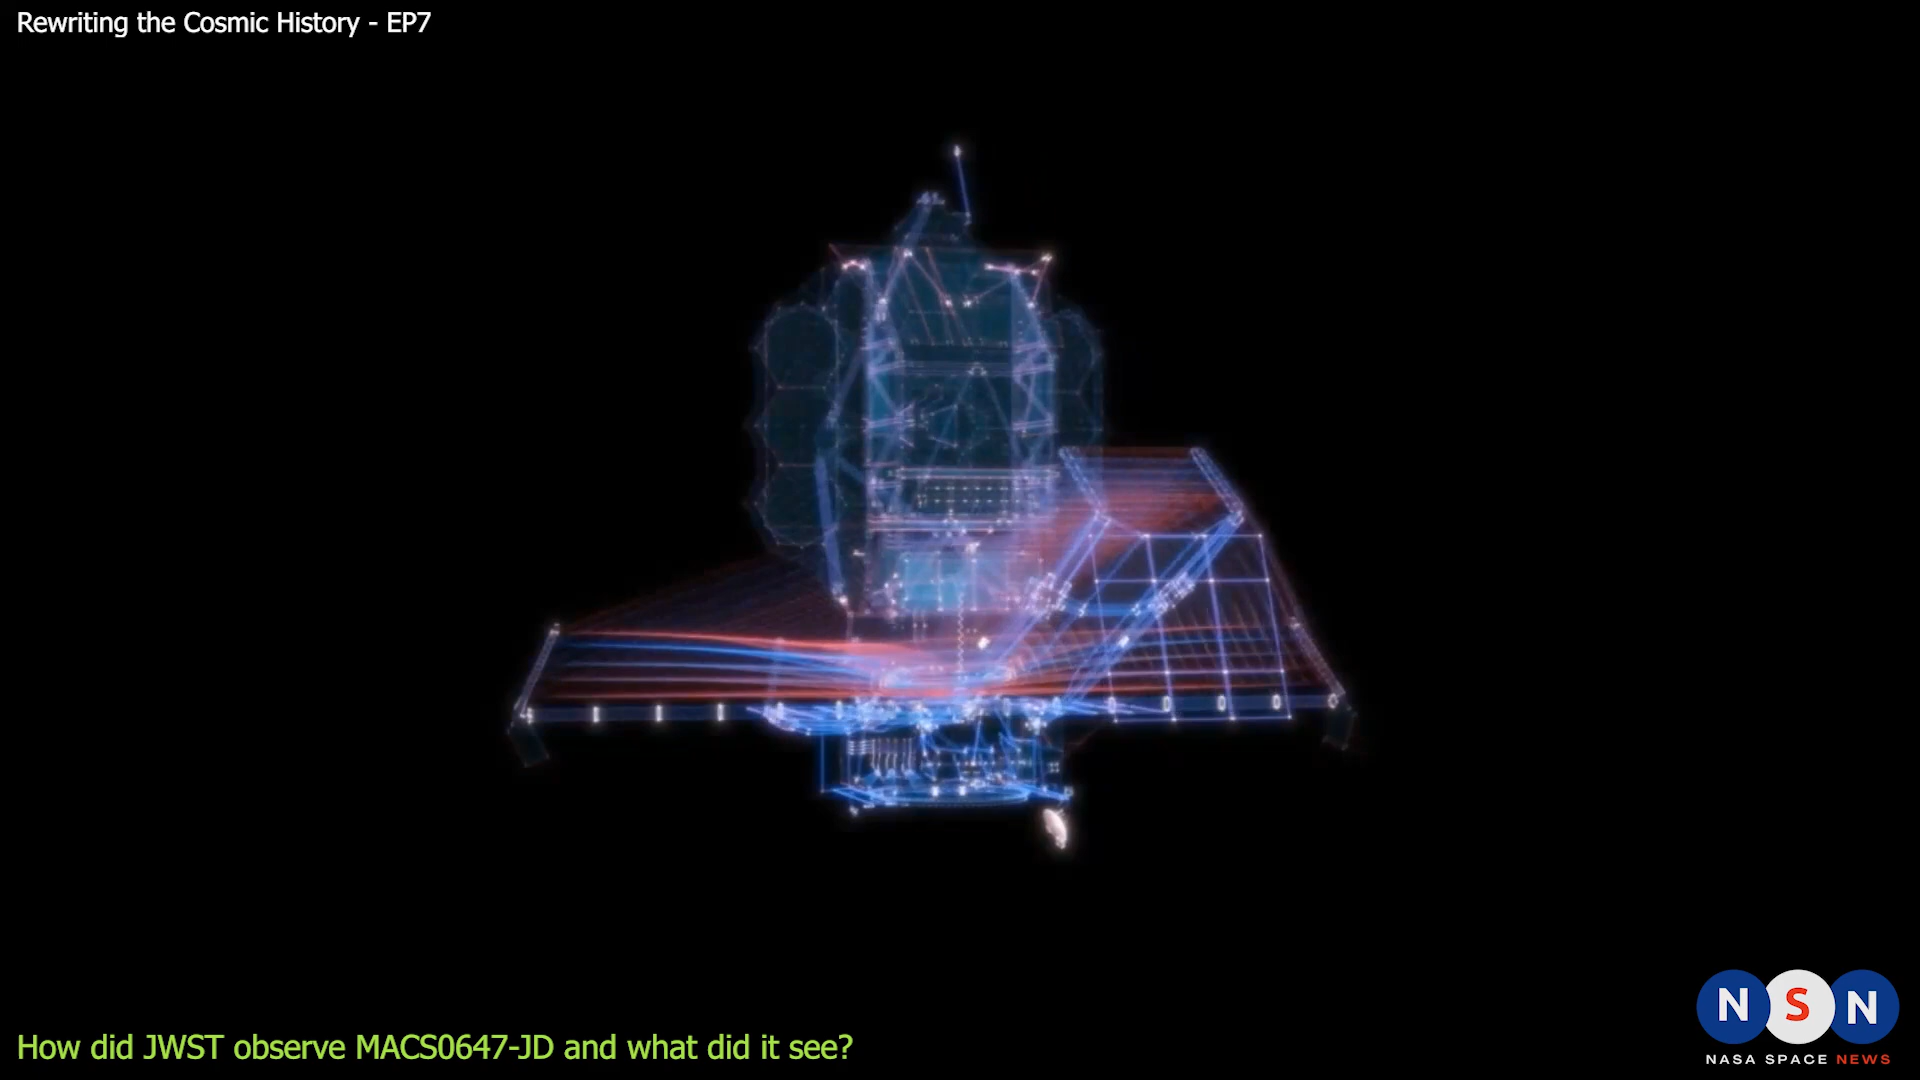 Rewriting the Cosmic History - EP7
How did JWST observe MACS0647-JD and what did it see?
NSN
NASA SPACE NEWS